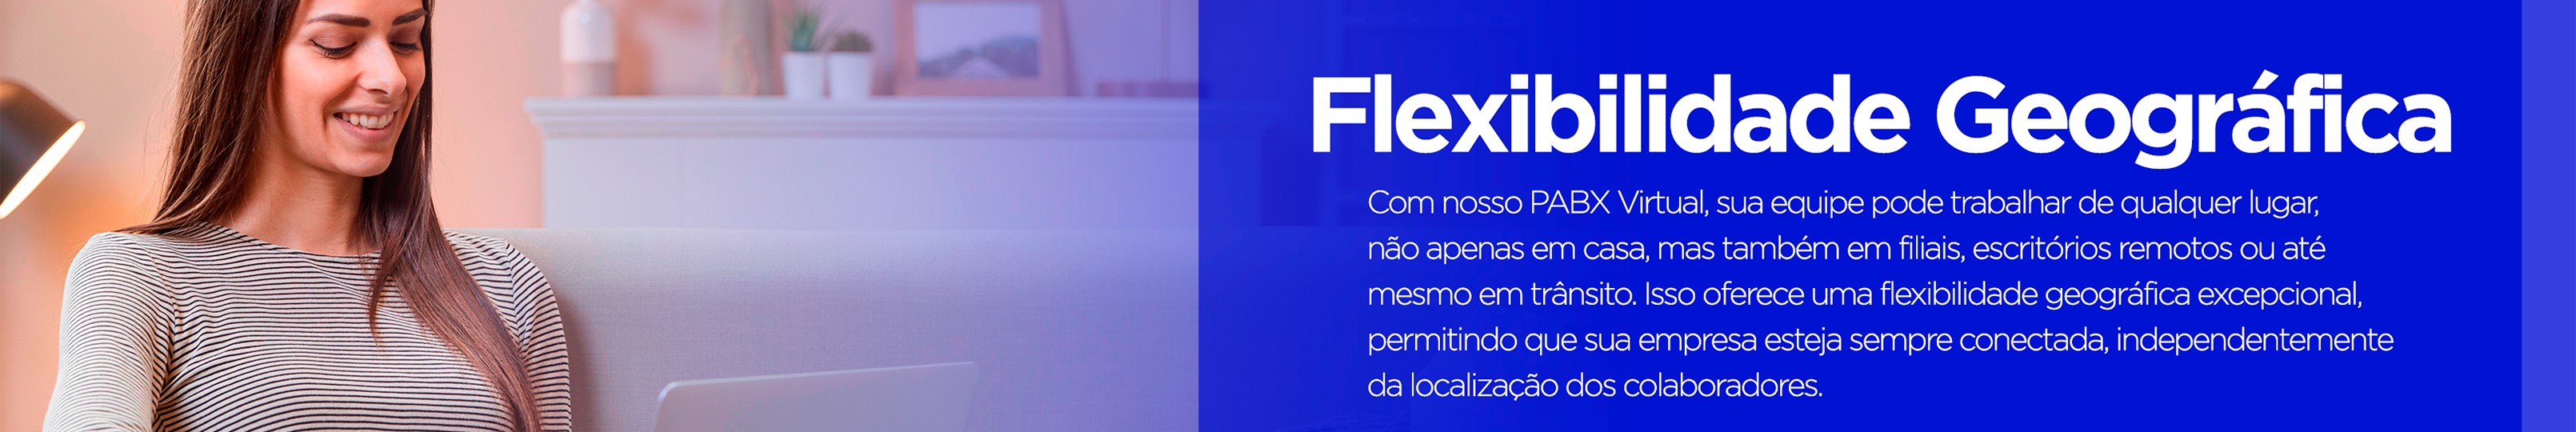 Flexibilidade Geográfica
Com nosso PABX Virtual, sua equipe pode trabalhar de qualquer lugar,
não apenas em casa, mas também em filiais, escritórios remotos ou até
mesmo em trânsito. Isso oferece uma flexibilidade geográfica excepcional,
permitindo que sua empresa esteja sempre conectada, independentemente
da localização dos colaboradores.